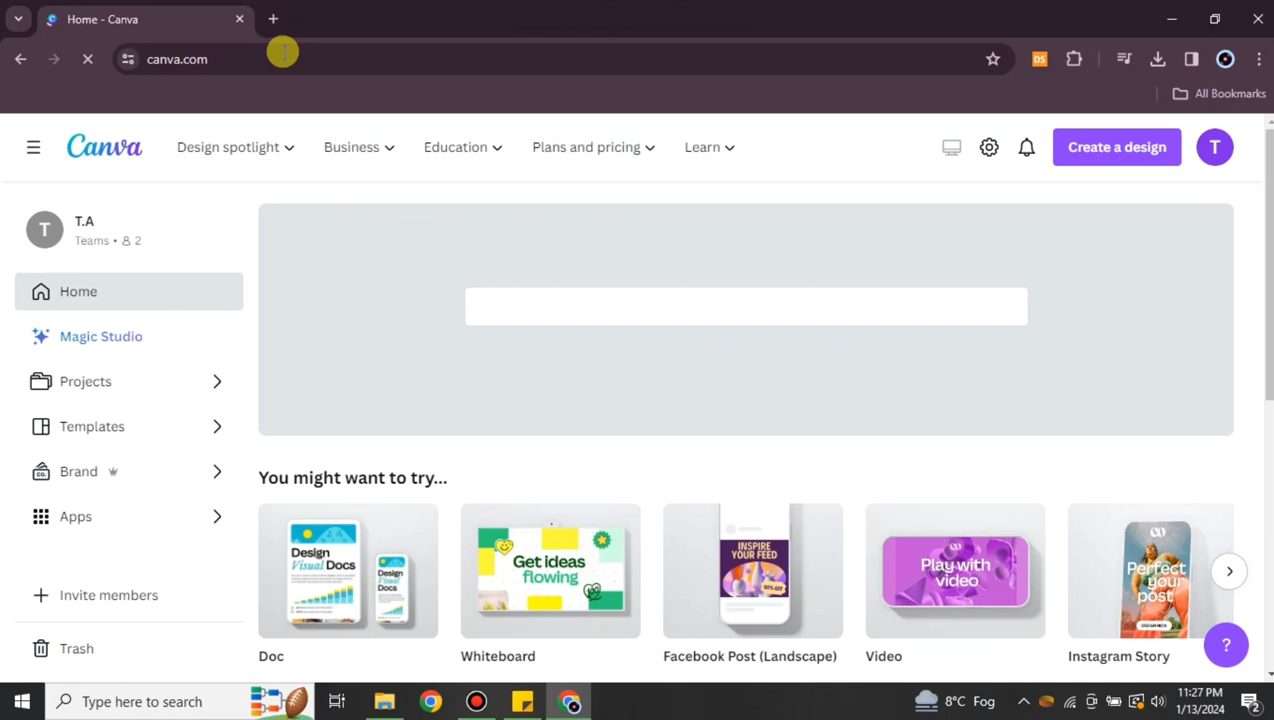 Home - Canva
canva.com
All Bookmarks
Canva
Design spotlight
Business
Education
Plans and pricing
Learn
Create a design
T
T
T.A
Teams • 2
Home
Magic Studio
Projects
Templates
Brand
Apps
Invite members
Trash
You might want to try...
Design
Visual Docs
Design
Visual
Docs
Doc
Get ideas
flowing
Whiteboard
INSPIRE
YOUR FEED
Facebook Post (Landscape)
Play with
video
Video
Perfect
your
post
Instagram Story
?
Type here to search
8°C Fog
11:27 PM
1/13/2024
2